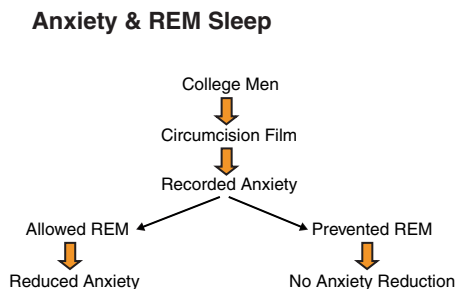 Anxiety & REM Sleep
College Men
Circumcision Film
Recorded Anxiety
Allowed REM
Prevented REM
Reduced Anxiety
No Anxiety Reduction